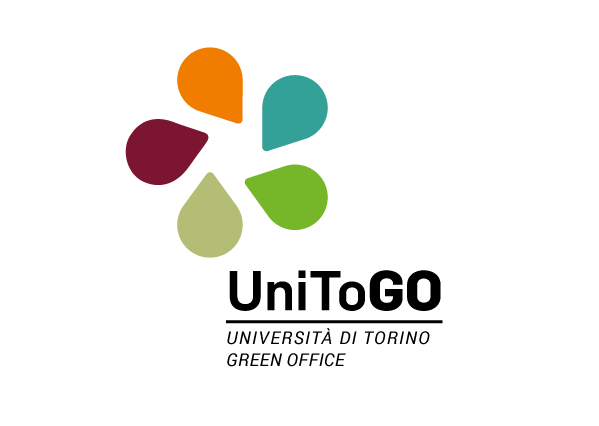 UniToGO
UNIVERSITÀ DI TORINO
GREEN OFFICE